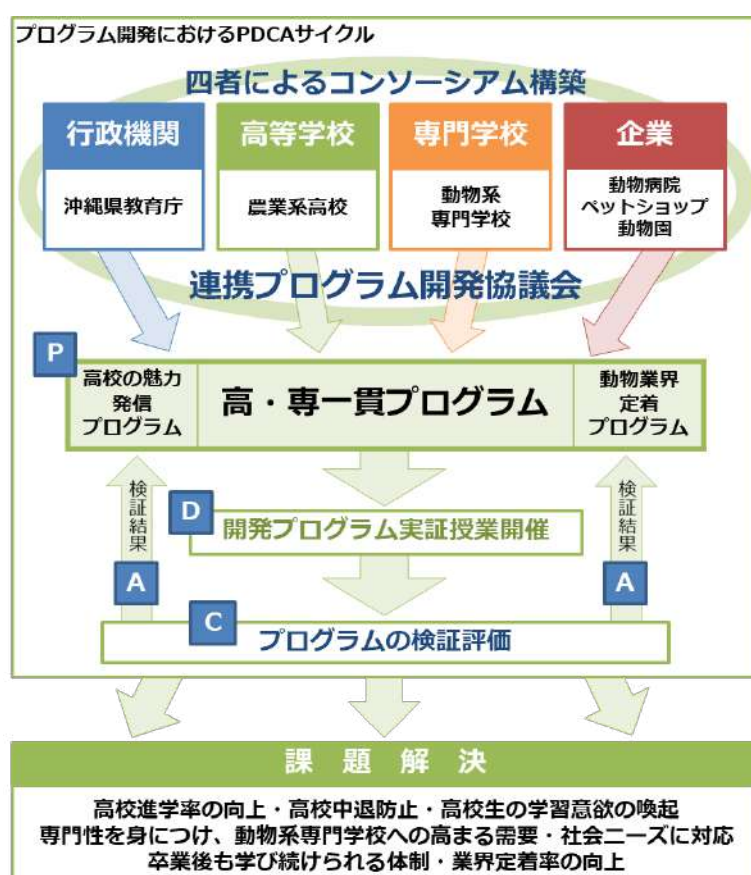 プログラム開発におけるPDCAサイクル
四者によるコンソーシアム構築
行政機関
沖縄県教育庁
高等学校
農業系高校
専門学校
動物系
専門学校
企業
動物病院
ペットショップ
動物園
連携プログラム開発協議会
P
高校の魅力
発信
プログラム
高・専一貫プログラム
動物業界
定着
プログラム
検証結果
A
D
開発プログラム実証授業開催
検証結果
A
C
プログラムの検証評価
課題解決
高校進学率の向上・高校中退防止・高校生の学習意欲の喚起
専門性を身につけ、動物系専門学校への高まる需要・社会ニーズに対応
卒業後も学び続けられる体制・業界定着率の向上